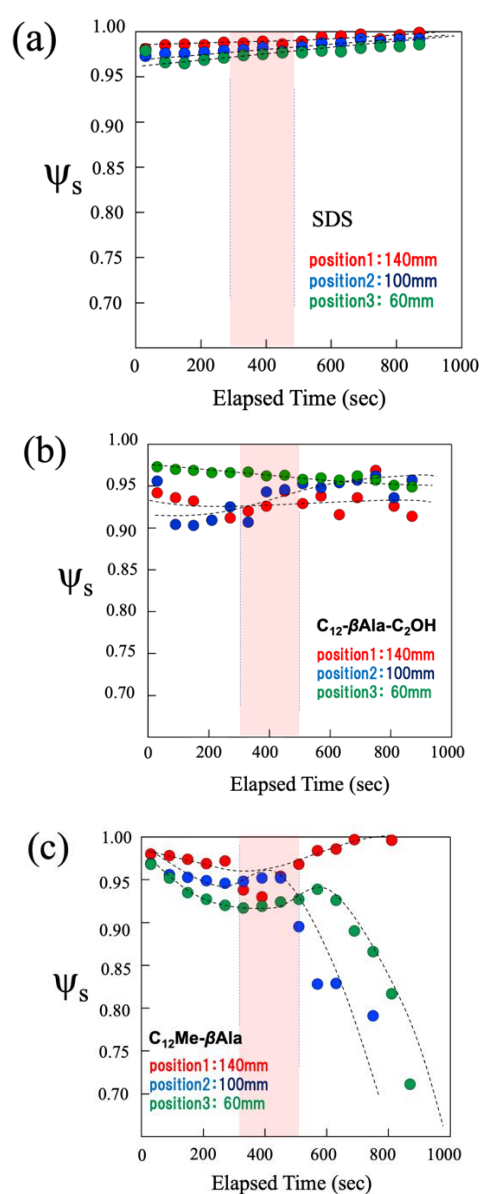 (a)
1.00
0.95
0.90
0.85
ψs
0.80
0.75
0.70
SDS
position1: 140mm
position2: 100mm
position3: 60mm
0 200 400 600 800 1000
Elapsed Time (sec)
(b)
1.00
0.95
0.90
0.85
ψs
0.80
0.75
0.70
C12-βAla-C2OH
position1: 140mm
position2: 100mm
position3: 60mm
0 200 400 600 800 1000
Elapsed Time (sec)
(c)
1.00
0.95
0.90
0.85
ψs
0.80
0.75
0.70
C12Me-βAla
position1: 140mm
position2: 100mm
position3: 60mm
0 200 400 600 800 1000
Elapsed Time (sec)